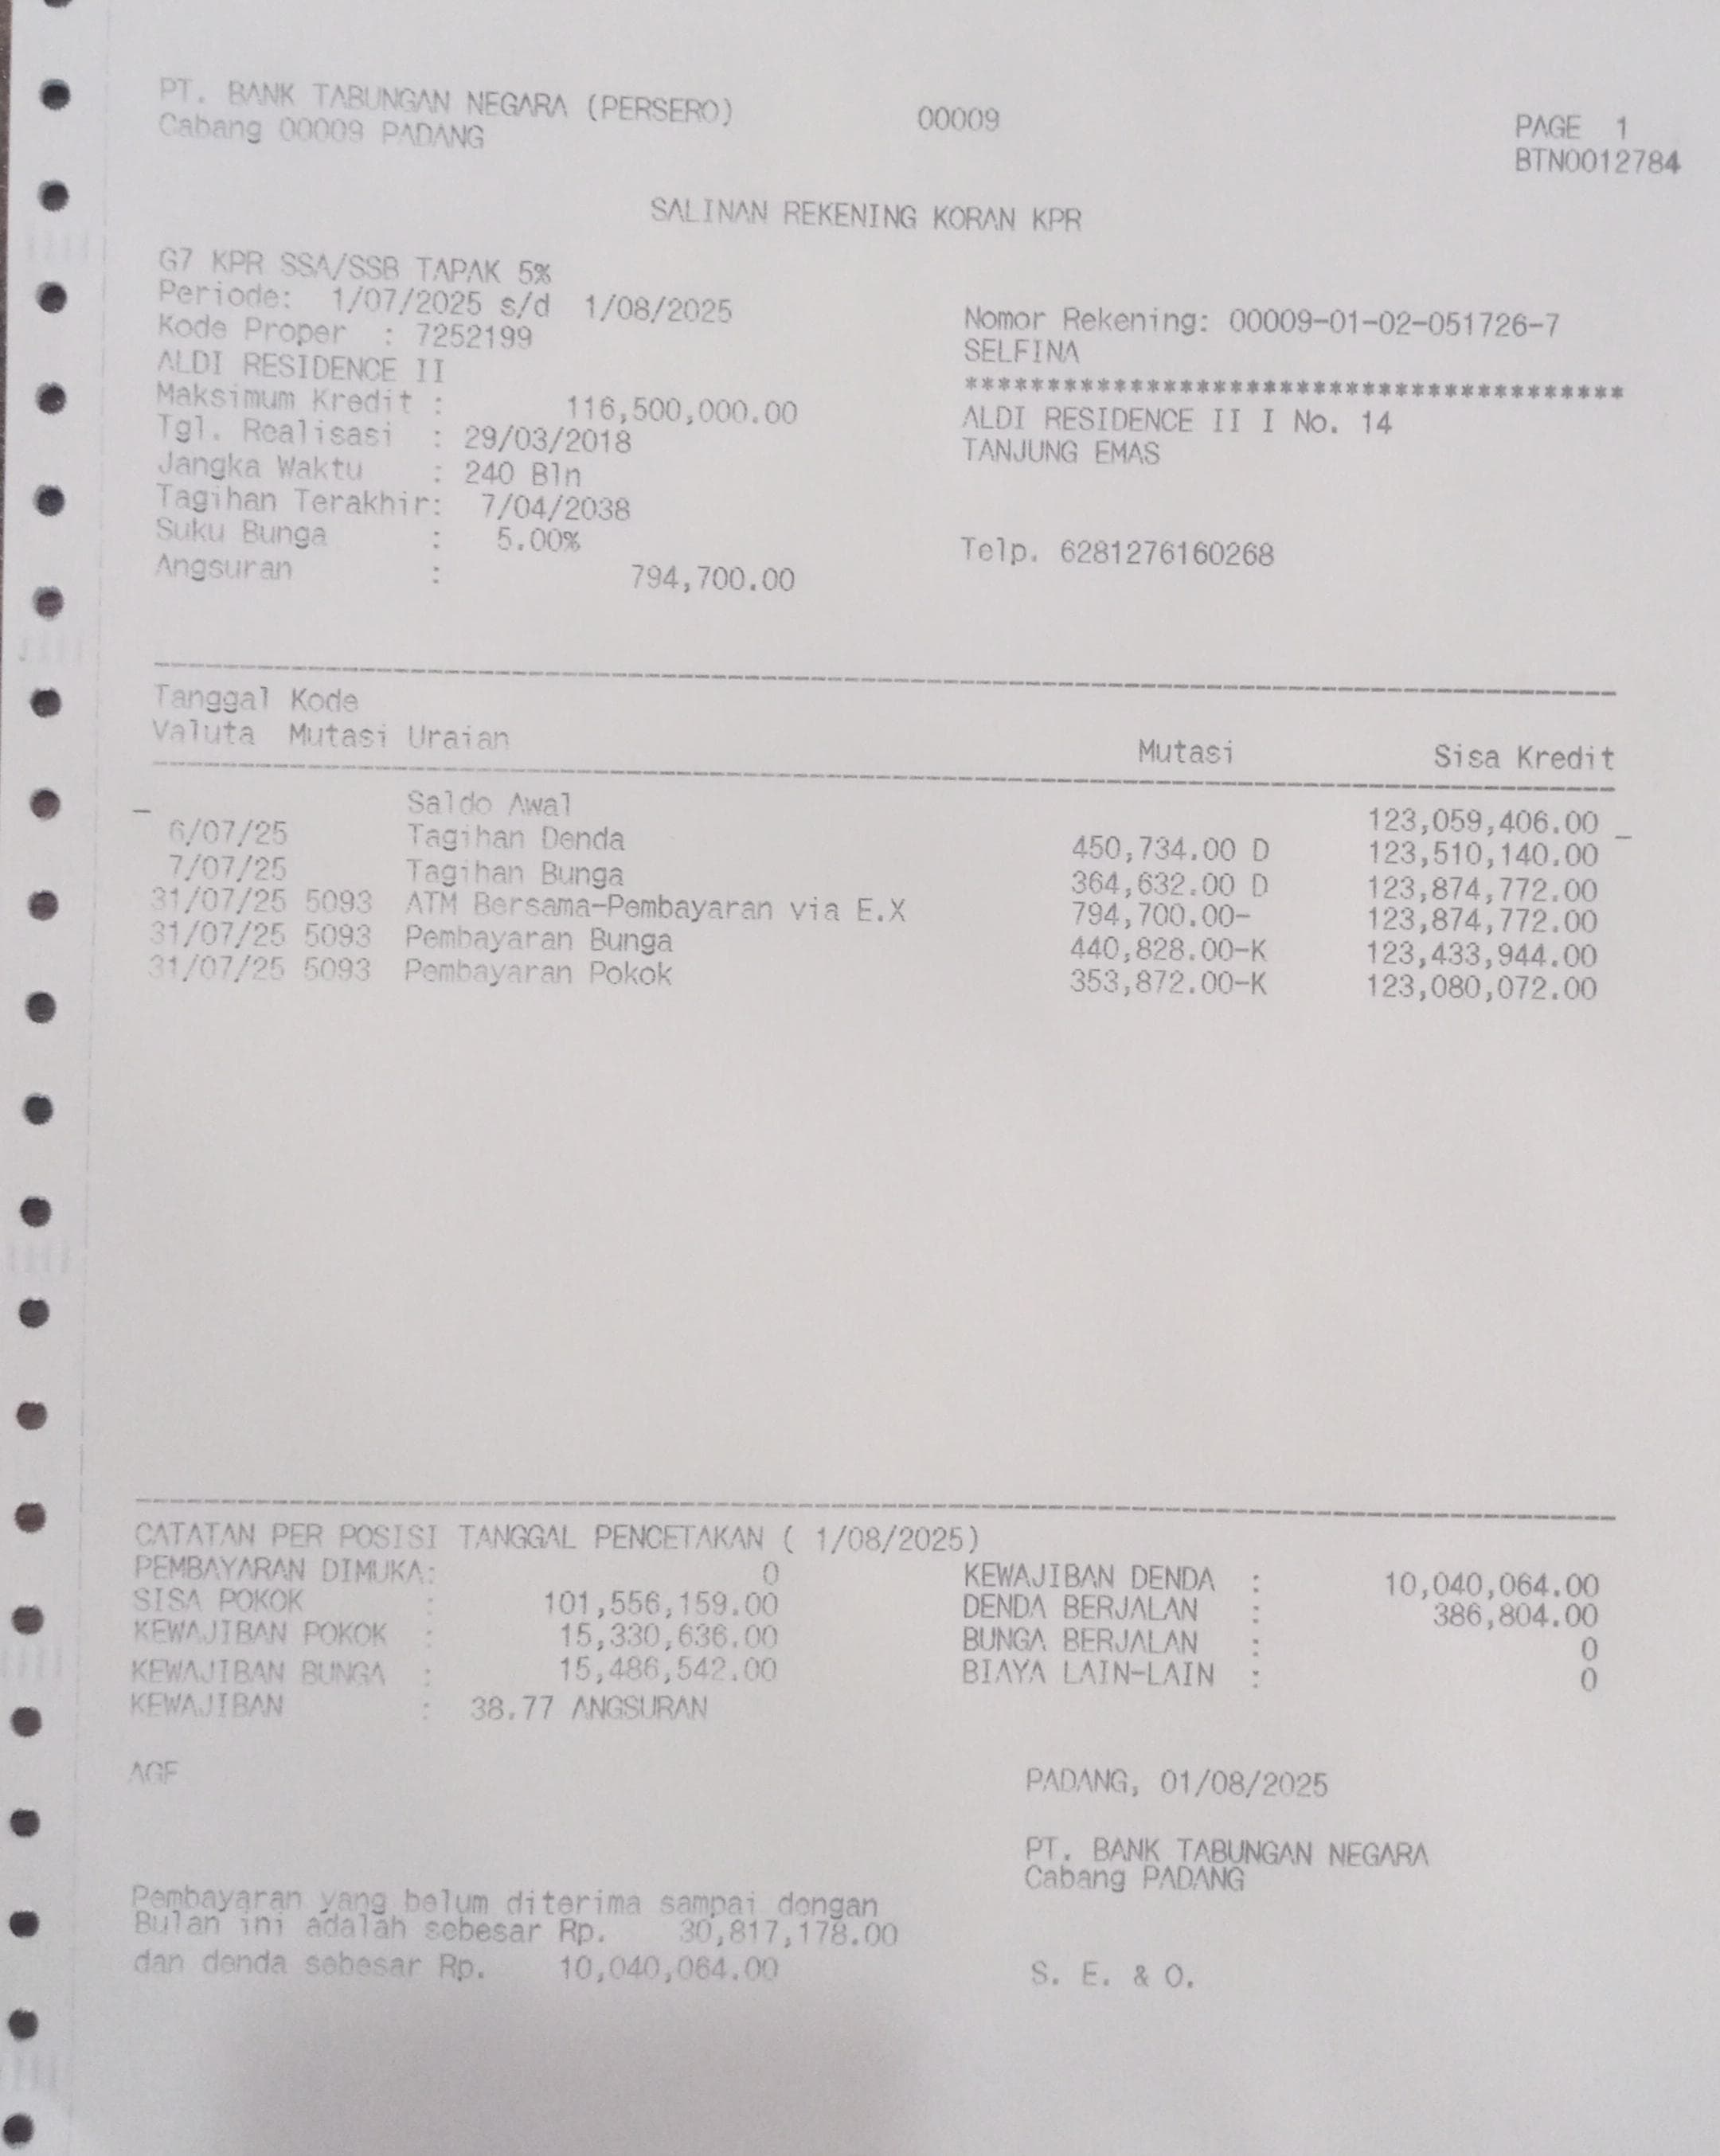 PT. BANK TABUNGAN NEGARA (PERSERO) 00009 PAGE 1
Cabang 00009 PADANG BTN0012784
SALINAN REKENING KORAN KPR
G7 KPR SSA/SSB TAPAK 5%
Periode: 1/07/2025 s/d 1/08/2025 Nomor Rekening: 00009-01-02-051726-7
Kode Proper : 7252199 SELFINA
ALDI RESIDENCE II ****************************************
Maksimum Kredit : 116,500,000.00 ALDI RESIDENCE II I No. 14
Tgl. Realisasi : 29/03/2018 TANJUNG EMAS
Jangka Waktu : 240 Bln
Tagihan Terakhir: 7/04/2038
Suku Bunga : 5.00% Telp. 6281276160268
Angsuran : 794,700.00
Tanggal Kode
Valuta Mutasi Uraian Mutasi Sisa Kredit
Saldo Awal 123,059,406.00
6/07/25 Tagihan Denda 450,734.00 D 123,510,140.00
7/07/25 Tagihan Bunga 364,632.00 D 123,874,772.00
31/07/25 5093 ATM Bersama-Pembayaran via E.X 794,700.00- 123,874,772.00
31/07/25 5093 Pembayaran Bunga 440,828.00-K 123,433,944.00
31/07/25 5093 Pembayaran Pokok 353,872.00-K 123,080,072.00
CATATAN PER POSISI TANGGAL PENCETAKAN ( 1/08/2025)
PEMBAYARAN DIMUKA: 0 KEWAJIBAN DENDA : 10,040,064.00
SISA POKOK : 101,556,159.00 DENDA BERJALAN : 386,804.00
KEWAJIBAN POKOK : 15,330,636.00 BUNGA BERJALAN : 0
KEWAJIBAN BUNGA : 15,486,542.00 BIAYA LAIN-LAIN : 0
KEWAJIBAN : 38.77 ANGSURAN
AGF PADANG, 01/08/2025
PT. BANK TABUNGAN NEGARA
Cabang PADANG
Pembayaran yang belum diterima sampai dengan
Bulan ini adalah sebesar Rp. 30,817,178.00
dan denda sebesar Rp. 10,040,064.00 S. E. & O.